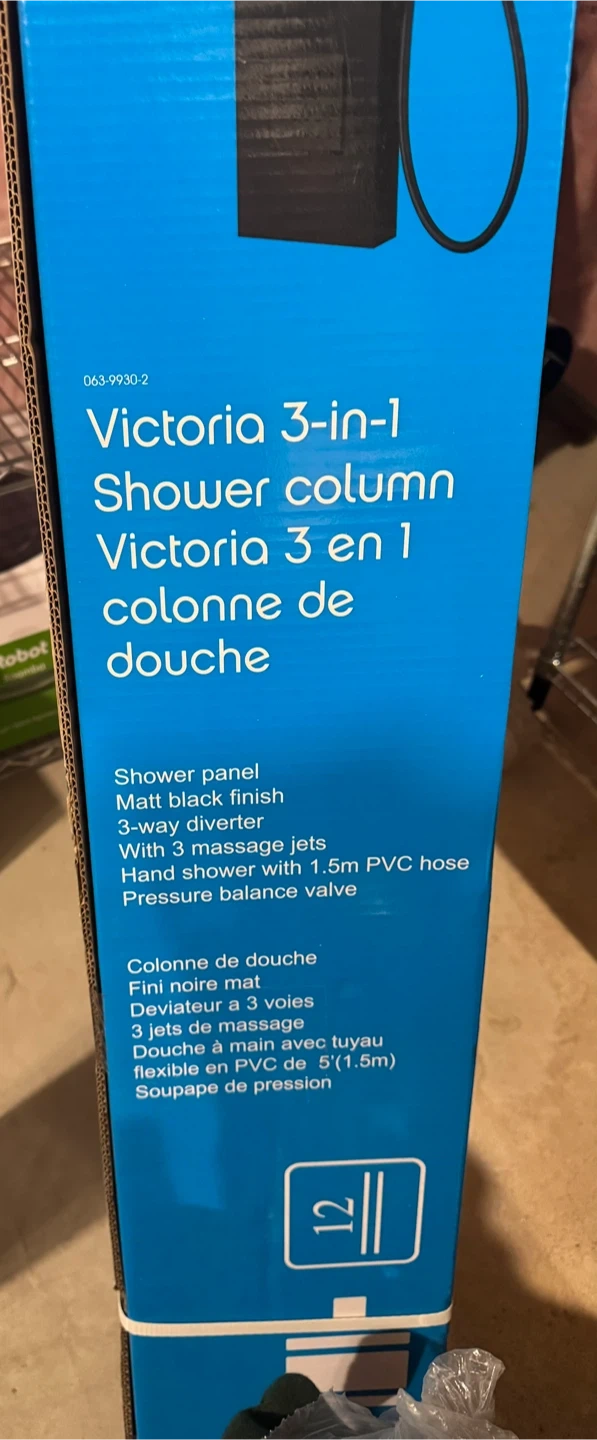 063-9930-2
Victoria 3-in-1
Shower column
Victoria 3 en 1
colonne de
douche
Shower panel
Matt black finish
3-way diverter
With 3 massage jets
Hand shower with 1.5m PVC hose
Pressure balance valve
Colonne de douche
Fini noire mat
Deviateur a 3 voies
3 jets de massage
Douche à main avec tuyau
flexible en PVC de 5'(1.5m)
Soupape de pression
12